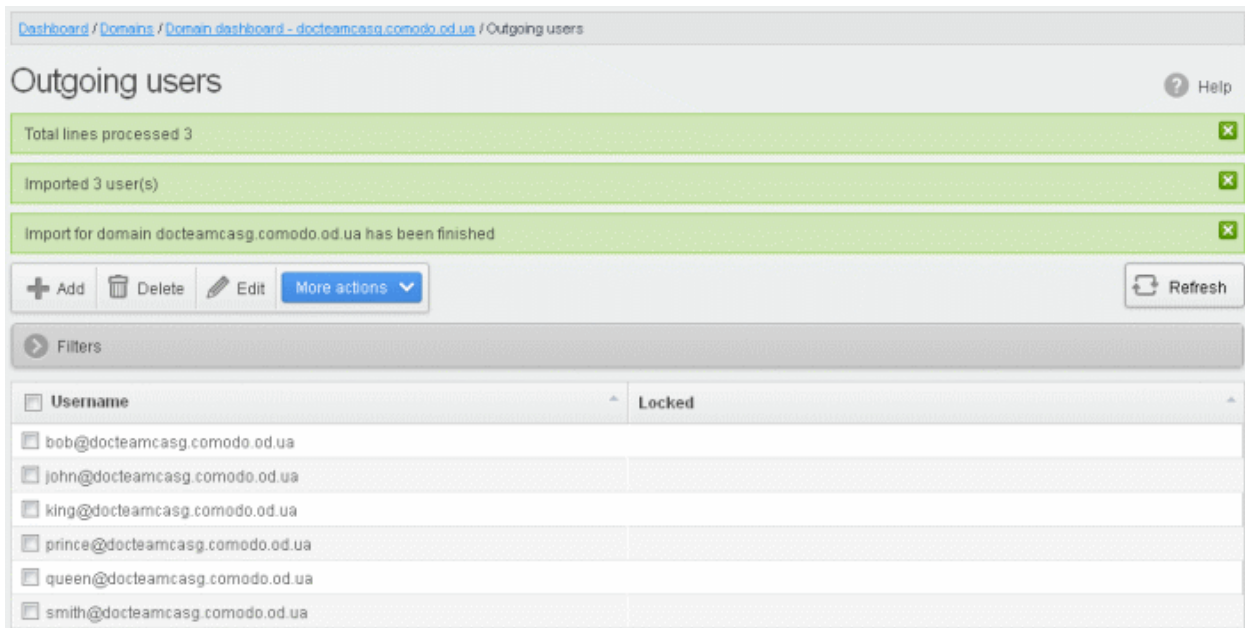 Dashboard / Domains / Domain dashboard - docteamcasg.comodo.od.ua / Outgoing users
Outgoing users
Help
Total lines processed 3
Imported 3 user(s)
Import for domain docteamcasg.comodo.od.ua has been finished
Add Delete Edit More actions Refresh
Filters
Username Locked
bob@docteamcasg.comodo.od.ua
john@docteamcasg.comodo.od.ua
king@docteamcasg.comodo.od.ua
prince@docteamcasg.comodo.od.ua
queen@docteamcasg.comodo.od.ua
smith@docteamcasg.comodo.od.ua